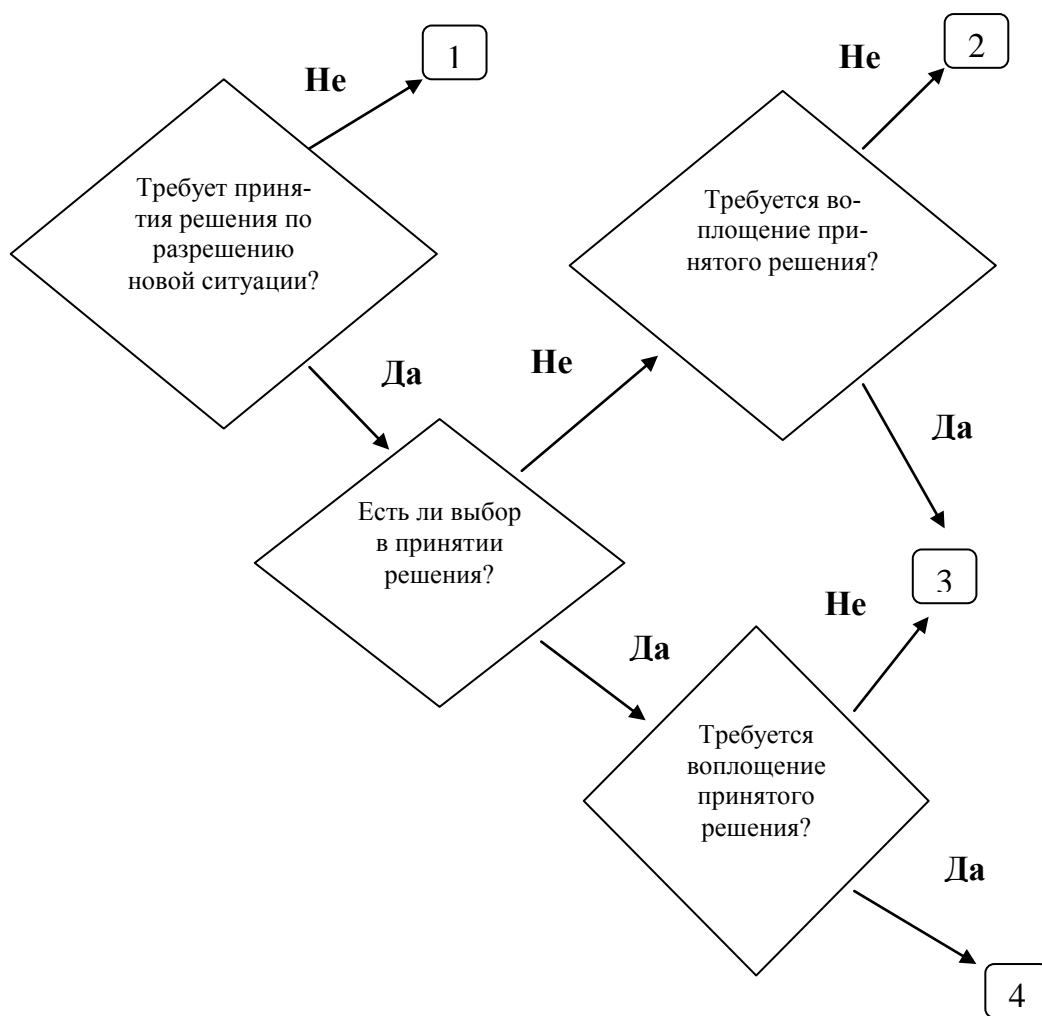 1
2
Не
Не
Требует приня-
тия решения по
разрешению
новой ситуации?
Требуется во-
площение при-
нятого решения?
Да
Не
Да
Есть ли выбор
в принятии
решения?
3
Не
Да
Требуется
воплощение
принятого
решения?
Да
4